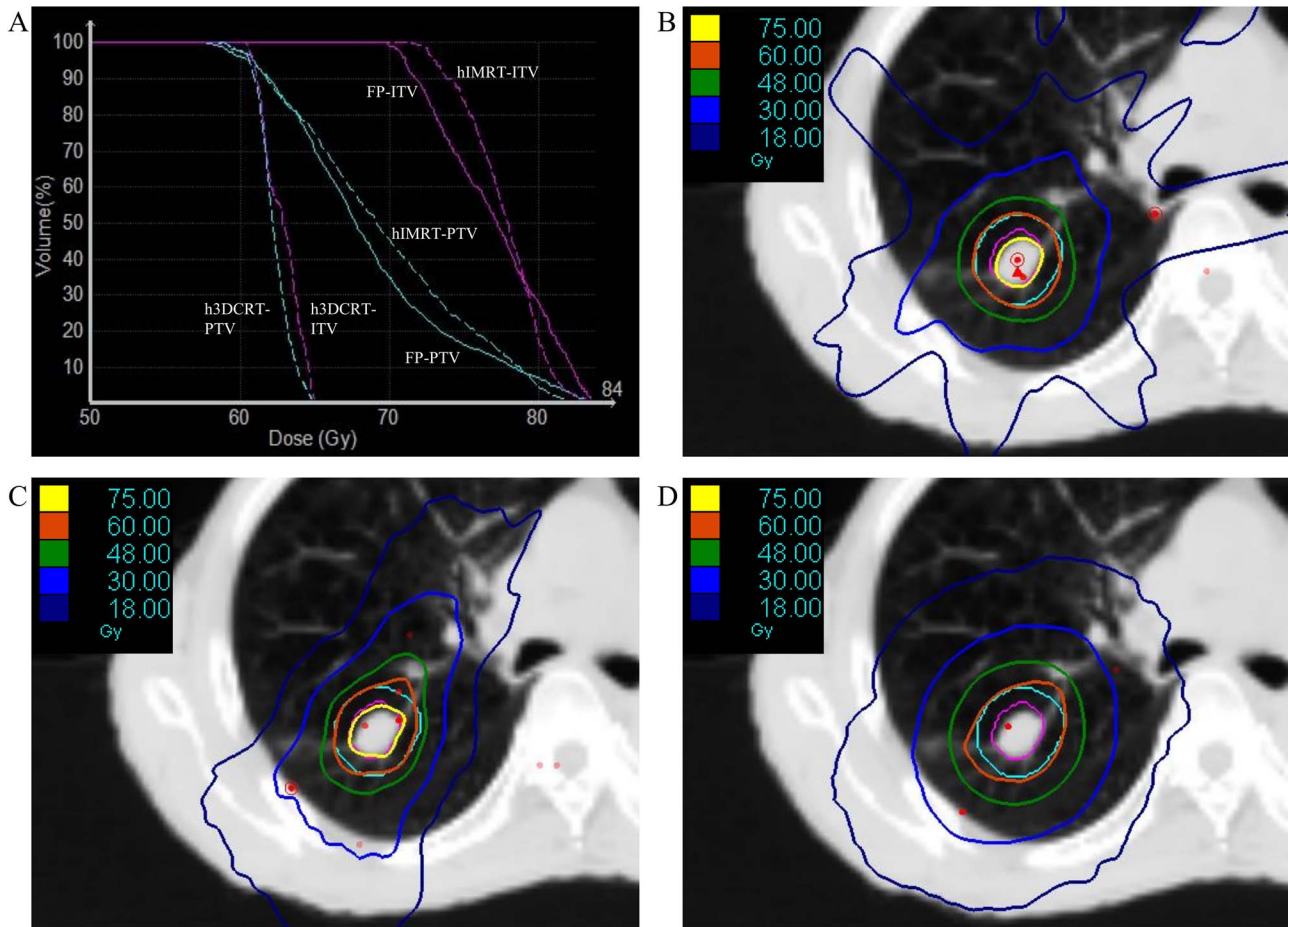 A
100
90
80
70
60
50
40
30
20
10
Volume(%)
hIMRT-ITV
FP-ITV
hIMRT-PTV
h3DCRT-
PTV
h3DCRT-
ITV
FP-PTV
84
50 60 70 80
Dose (Gy)
B
75.00
60.00
48.00
30.00
18.00
Gy
C
75.00
60.00
48.00
30.00
18.00
Gy
D
75.00
60.00
48.00
30.00
18.00
Gy